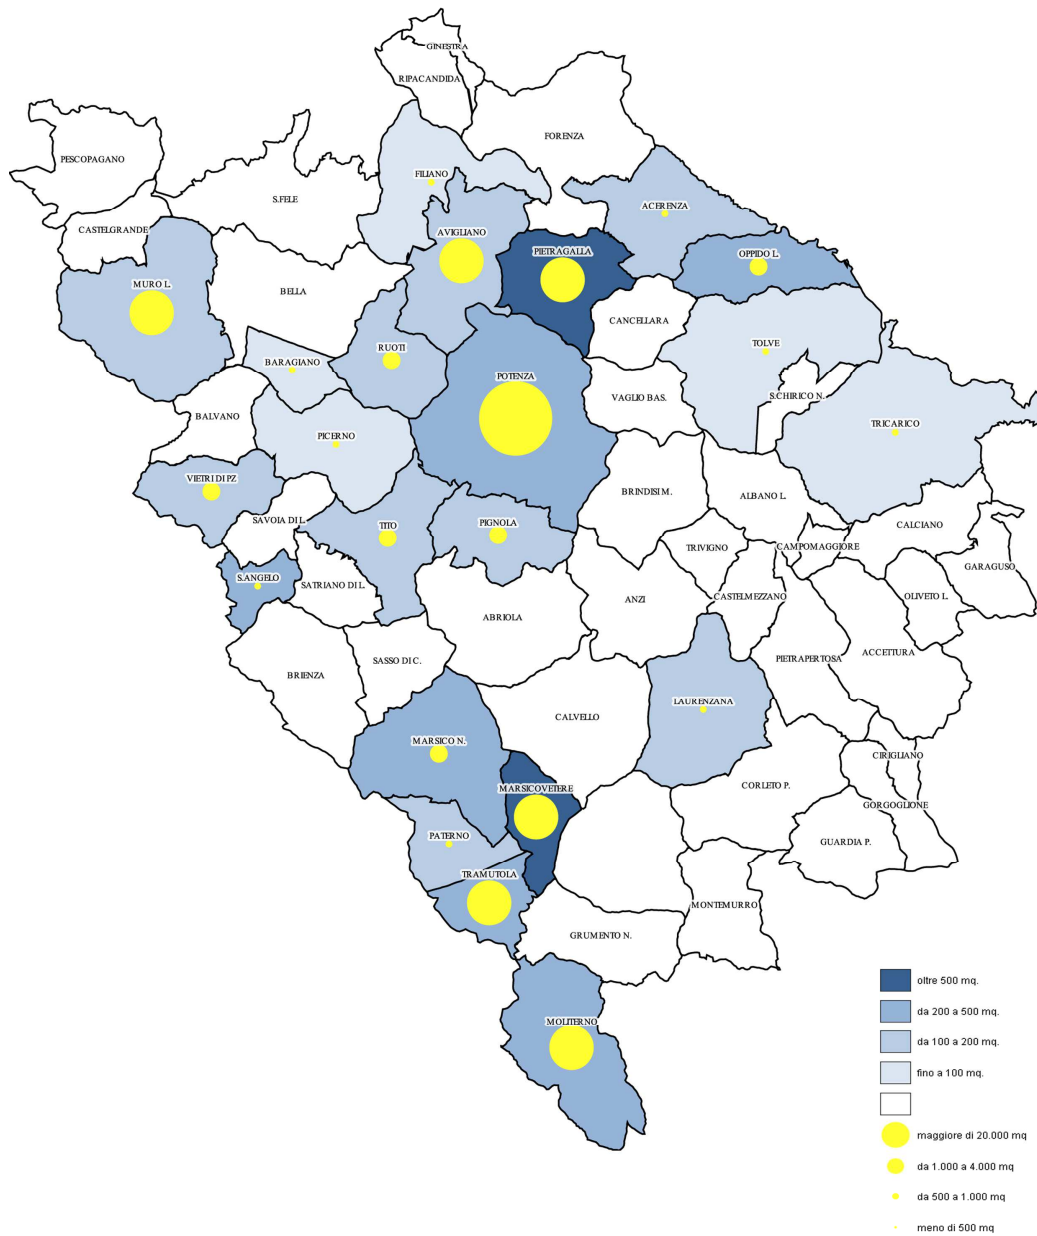 GINESTRA
RIPACANDIDA
FORENZA
PESCOPAGANO
FILIANO
S.FELE
ACERENZA
CASTELGRANDE
AVIGLIANO
PIETRAGALLA
OPPIDO L.
MURO L.
BELLA
CANCELLARA
TOLVE
RUOTI
BARAGIANO
POTENZA
S.CHIRICO N.
VAGLIO BAS.
BALVANO
TRICARICO
PICERNO
VIETRI DI PZ
BRINDISI M.
ALBANO L.
SAVOIA DI L.
TITO
PIGNOLA
CALCIANO
TRIVIGNO
CAMPOMAGGIORE
GARAGUSO
S.ANGELO
SATRIANO DI L.
ANZI
CASTELMEZZANO
OLIVETO L.
ABRIOLA
ACCETTURA
SASSO DI C.
PIETRAPERTOSA
BRIENZA
LAURENZANA
CALVELLO
MARSICO N.
CIRIGLIANO
MARSICOVETERE
CORLETO P.
GORGOGLIONE
PATERNO
GUARDIA P.
TRAMUTOLA
MONTEMURRO
GRUMENTO N.
MOLITERNO
oltre 500 mq.
da 200 a 500 mq.
da 100 a 200 mq.
fino a 100 mq.
maggiore di 20.000 mq
da 1.000 a 4.000 mq
da 500 a 1.000 mq
meno di 500 mq